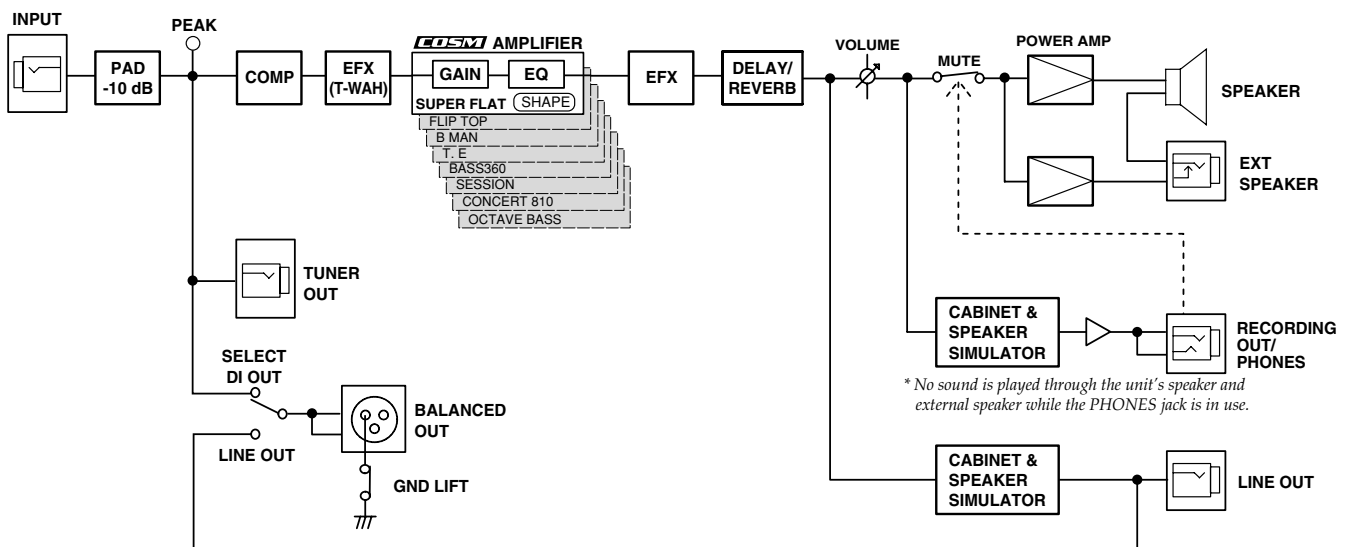 INPUT
PEAK
PAD
-10 dB
COMP
EFX
(T-WAH)
COSM AMPLIFIER
GAIN
EQ
SUPER FLAT
SHAPE
FLIP TOP
B MAN
T. E
BASS360
SESSION
CONCERT 810
OCTAVE BASS
EFX
DELAY/
REVERB
VOLUME
MUTE
POWER AMP
SPEAKER
EXT
SPEAKER
TUNER
OUT
SELECT
DI OUT
LINE OUT
BALANCED
OUT
GND LIFT
CABINET &
SPEAKER
SIMULATOR
RECORDING
OUT/
PHONES
* No sound is played through the unit's speaker and
external speaker while the PHONES jack is in use.
CABINET &
SPEAKER
SIMULATOR
LINE OUT